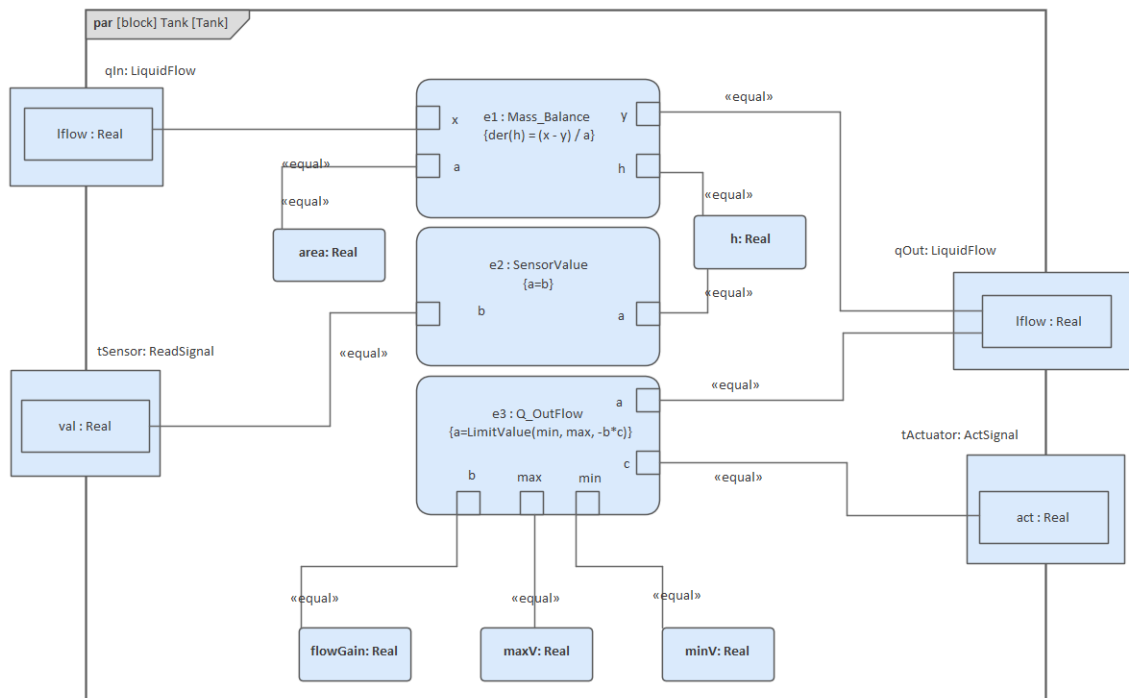 par [block] Tank [Tank]
qIn: LiquidFlow
lflow : Real
x
e1 : Mass_Balance
{der(h) = (x - y) / a}
y
«equal»
«equal»
a
h
«equal»
«equal»
area: Real
h: Real
e2 : SensorValue
{a=b}
b
a
«equal»
qOut: LiquidFlow
lflow : Real
tSensor: ReadSignal
«equal»
val : Real
e3 : Q_OutFlow
{a=LimitValue(min, max, -b*c)}
a
«equal»
c
b
max
min
«equal»
tActuator: ActSignal
act : Real
«equal»
«equal»
«equal»
flowGain: Real
maxV: Real
minV: Real